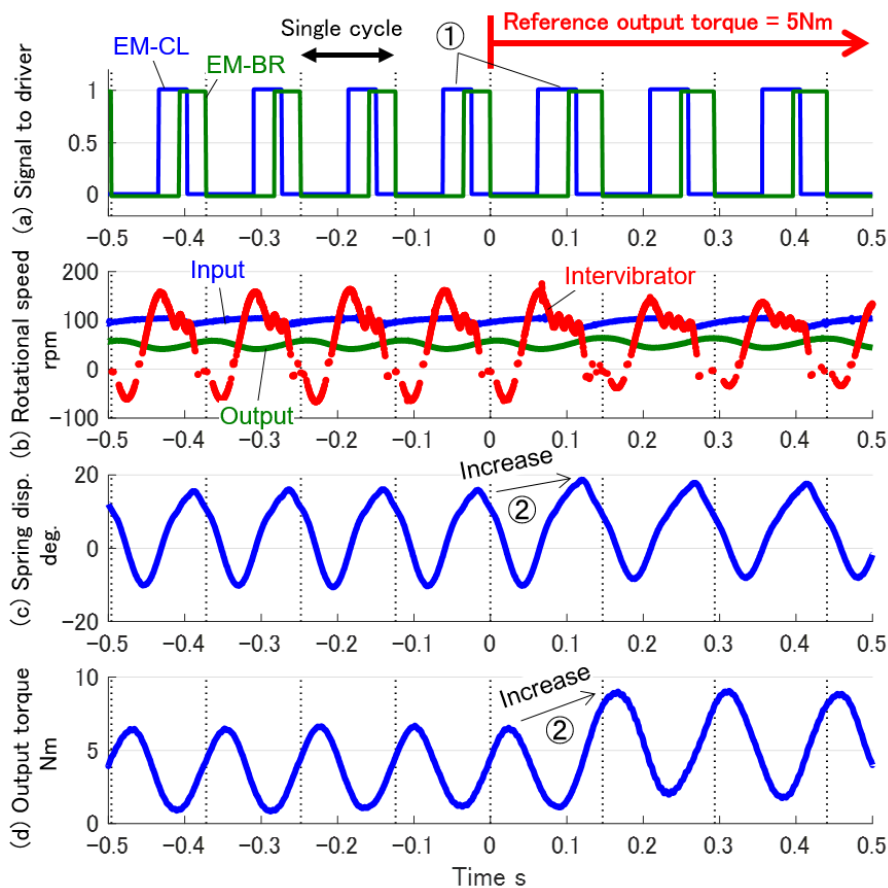 Single cycle
①
Reference output torque = 5Nm
EM-CL
EM-BR
(a) Signal to driver
1
0.5
0
−0.5 −0.4 −0.3 −0.2 −0.1 0 0.1 0.2 0.3 0.4 0.5
(b) Rotational speed
rpm
200
100
0
-100
Input
Intervibrator
Output
−0.5 −0.4 −0.3 −0.2 −0.1 0 0.1 0.2 0.3 0.4 0.5
(c) Spring disp.
deg.
20
0
-20
Increase
②
−0.5 −0.4 −0.3 −0.2 −0.1 0 0.1 0.2 0.3 0.4 0.5
(d) Output torque
Nm
10
5
0
Increase
②
−0.5 −0.4 −0.3 −0.2 −0.1 0 0.1 0.2 0.3 0.4 0.5
Time s